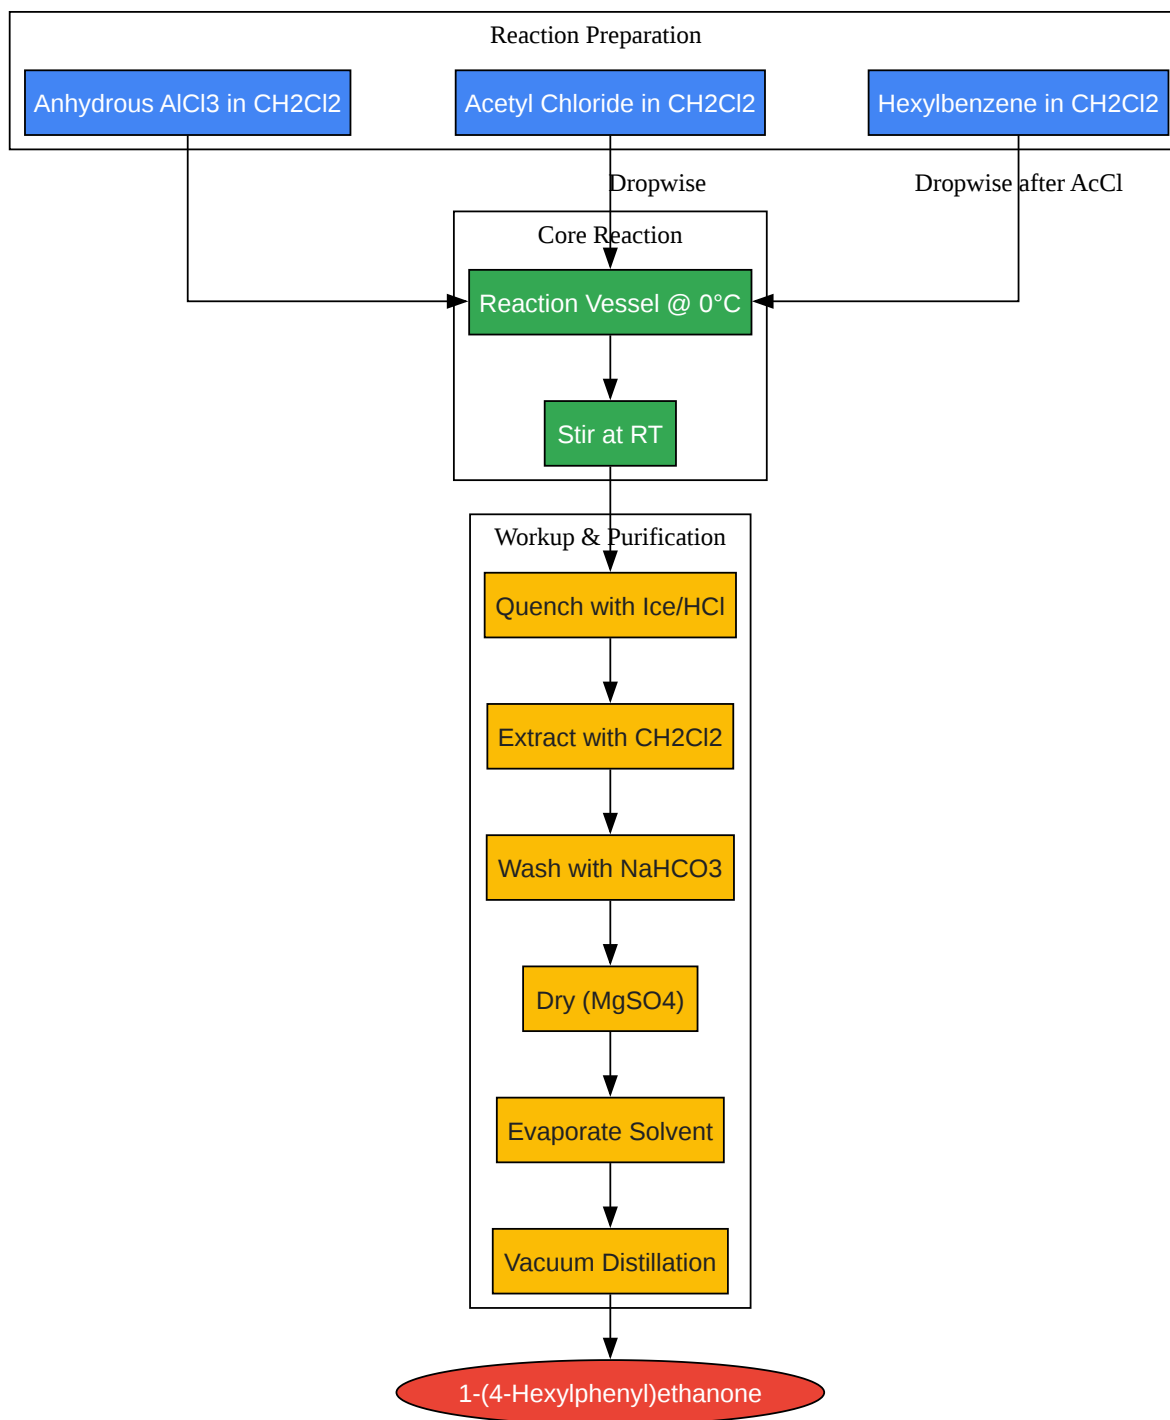 Reaction Preparation
Anhydrous AlCl3 in CH2Cl2
Acetyl Chloride in CH2Cl2
Hexylbenzene in CH2Cl2
Dropwise
Dropwise after AcCl
Core Reaction
Reaction Vessel @ 0°C
Stir at RT
Workup & Purification
Quench with Ice/HCl
Extract with CH2Cl2
Wash with NaHCO3
Dry (MgSO4)
Evaporate Solvent
Vacuum Distillation
1-(4-Hexylphenyl)ethanone